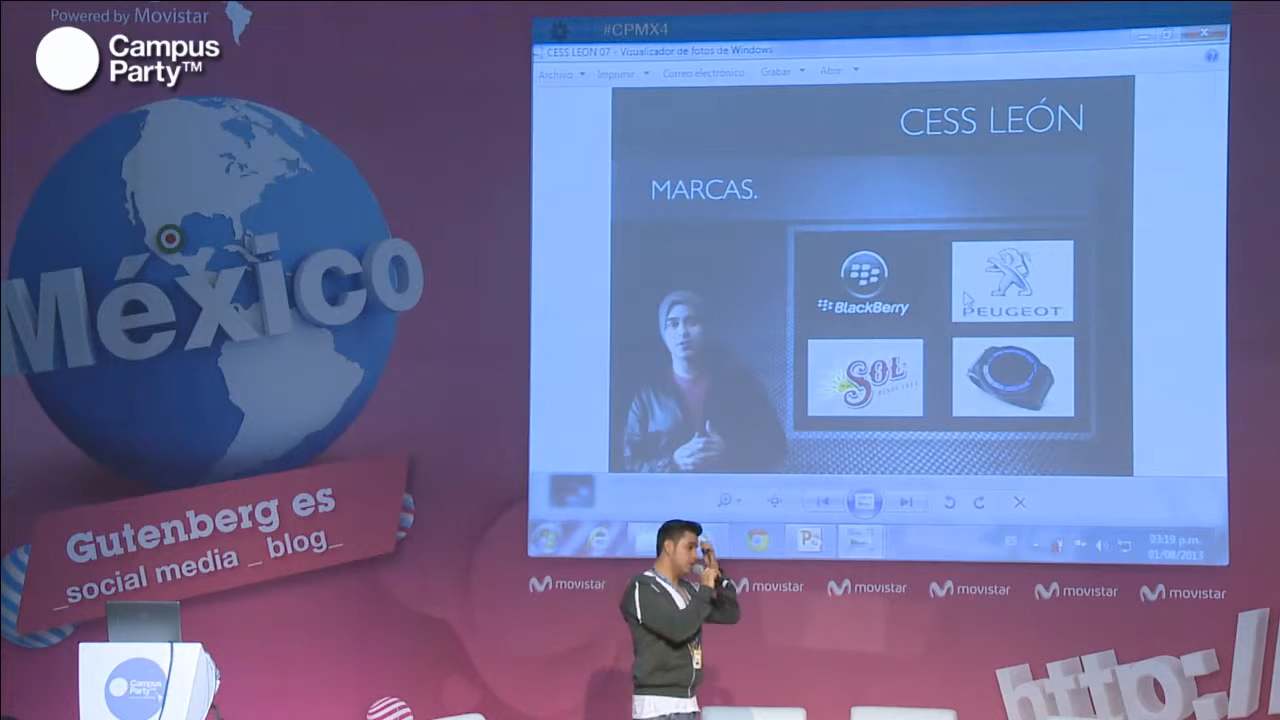 Powered by Movistar
Campus
Party™
México
Gutenberg es
_social media _ blog_
Campus
Party™
#CPMX4
CESS LEON 07 - Visualizador de fotos de Windows
Archivo Imprimir Correo electrónico Grabar Abrir
CESS LEÓN
MARCAS.
BlackBerry
PEUGEOT
SOL
03:19 p.m.
01/08/2013
movistar movistar movistar movistar movistar movistar
http://